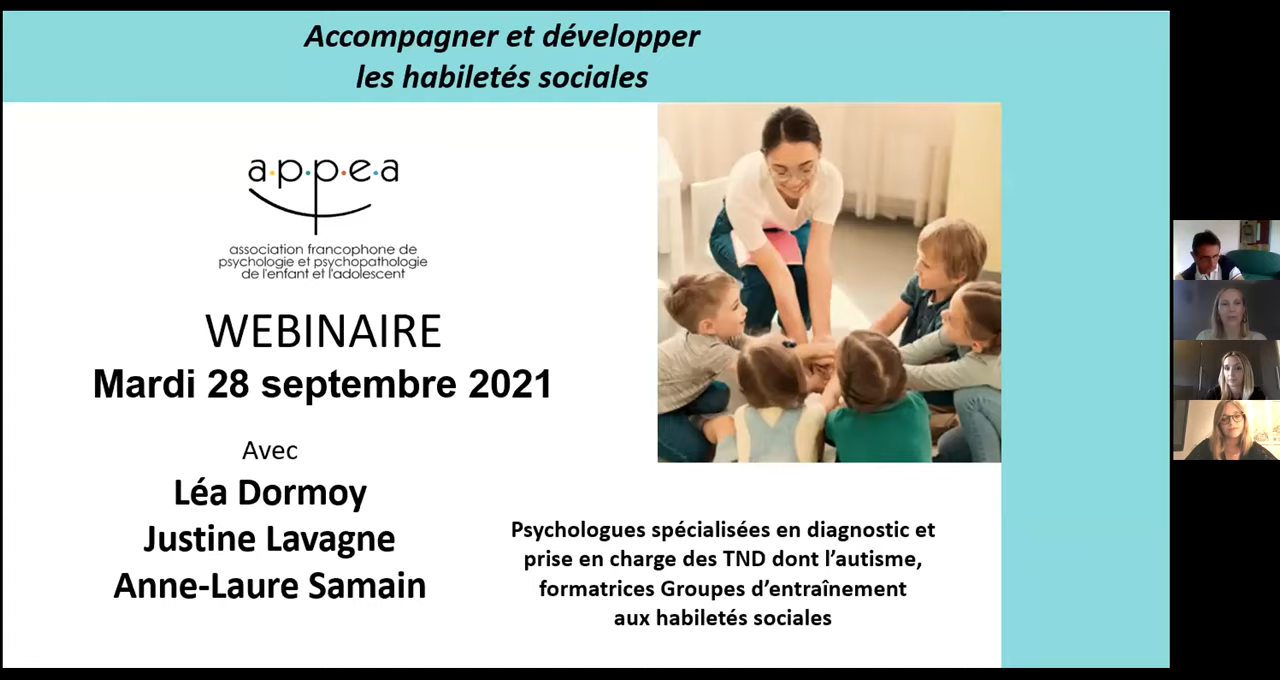 Accompagner et développer
les habiletés sociales
a·p·p·e·a
association francophone de
psychologie et psychopathologie
de l'enfant et l'adolescent
WEBINAIRE
Mardi 28 septembre 2021
Avec
Léa Dormoy
Justine Lavagne
Anne-Laure Samain
Psychologues spécialisées en diagnostic et
prise en charge des TND dont l'autisme,
formatrices Groupes d'entraînement
aux habiletés sociales